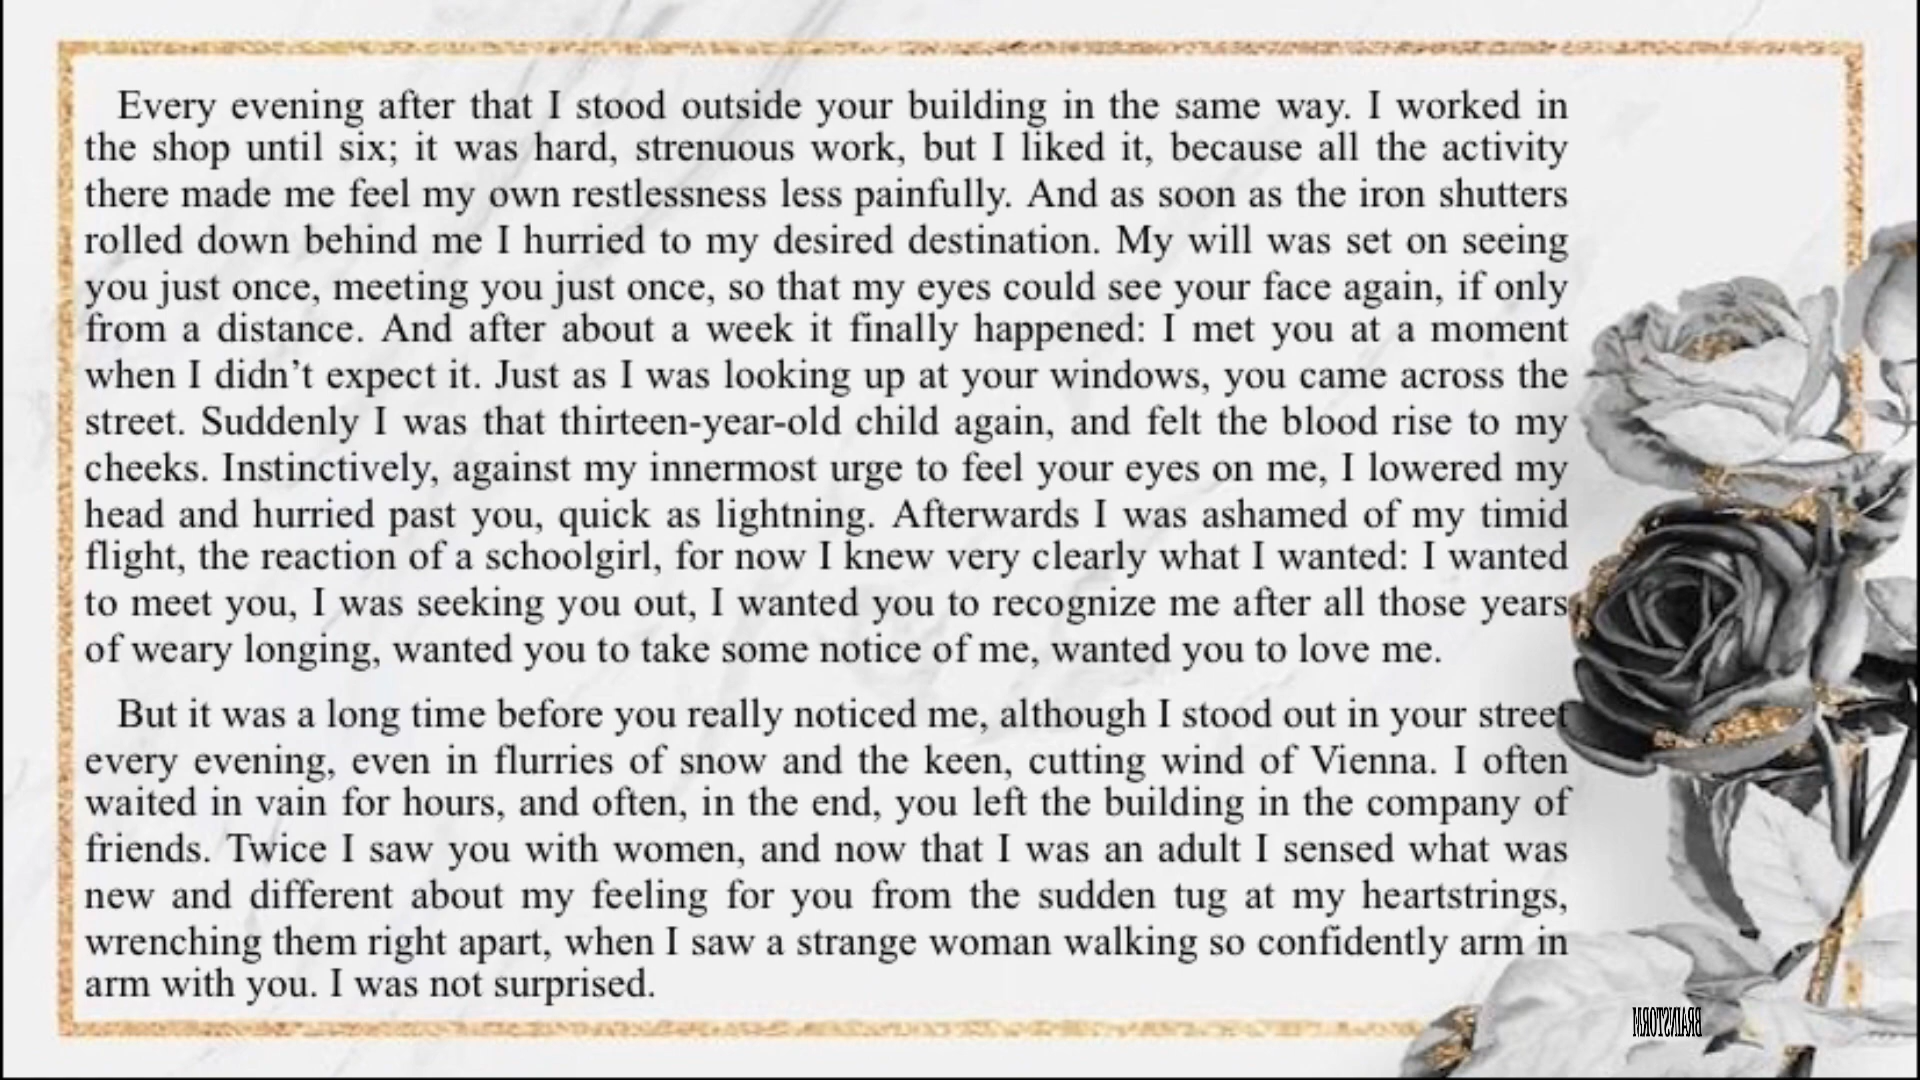 Every evening after that I stood outside your building in the same way. I worked in
the shop until six; it was hard, strenuous work, but I liked it, because all the activity
there made me feel my own restlessness less painfully. And as soon as the iron shutters
rolled down behind me I hurried to my desired destination. My will was set on seeing
you just once, meeting you just once, so that my eyes could see your face again, if only
from a distance. And after about a week it finally happened: I met you at a moment
when I didn’t expect it. Just as I was looking up at your windows, you came across the
street. Suddenly I was that thirteen-year-old child again, and felt the blood rise to my
cheeks. Instinctively, against my innermost urge to feel your eyes on me, I lowered my
head and hurried past you, quick as lightning. Afterwards I was ashamed of my timid
flight, the reaction of a schoolgirl, for now I knew very clearly what I wanted: I wanted
to meet you, I was seeking you out, I wanted you to recognize me after all those years
of weary longing, wanted you to take some notice of me, wanted you to love me.
But it was a long time before you really noticed me, although I stood out in your street
every evening, even in flurries of snow and the keen, cutting wind of Vienna. I often
waited in vain for hours, and often, in the end, you left the building in the company of
friends. Twice I saw you with women, and now that I was an adult I sensed what was
new and different about my feeling for you from the sudden tug at my heartstrings,
wrenching them right apart, when I saw a strange woman walking so confidently arm in
arm with you. I was not surprised.
BRAINSTORM